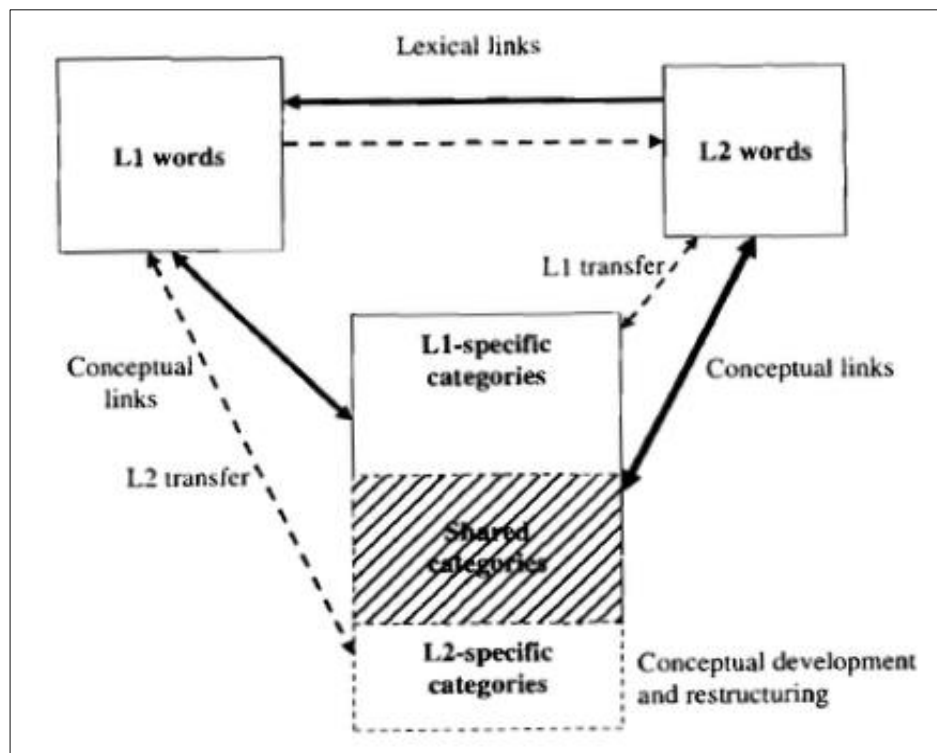 Lexical links
L1 words
L2 words
L1 transfer
L1-specific
categories
Conceptual
links
Conceptual links
L2 transfer
Shared
categories
L2-specific
categories
Conceptual development
and restructuring